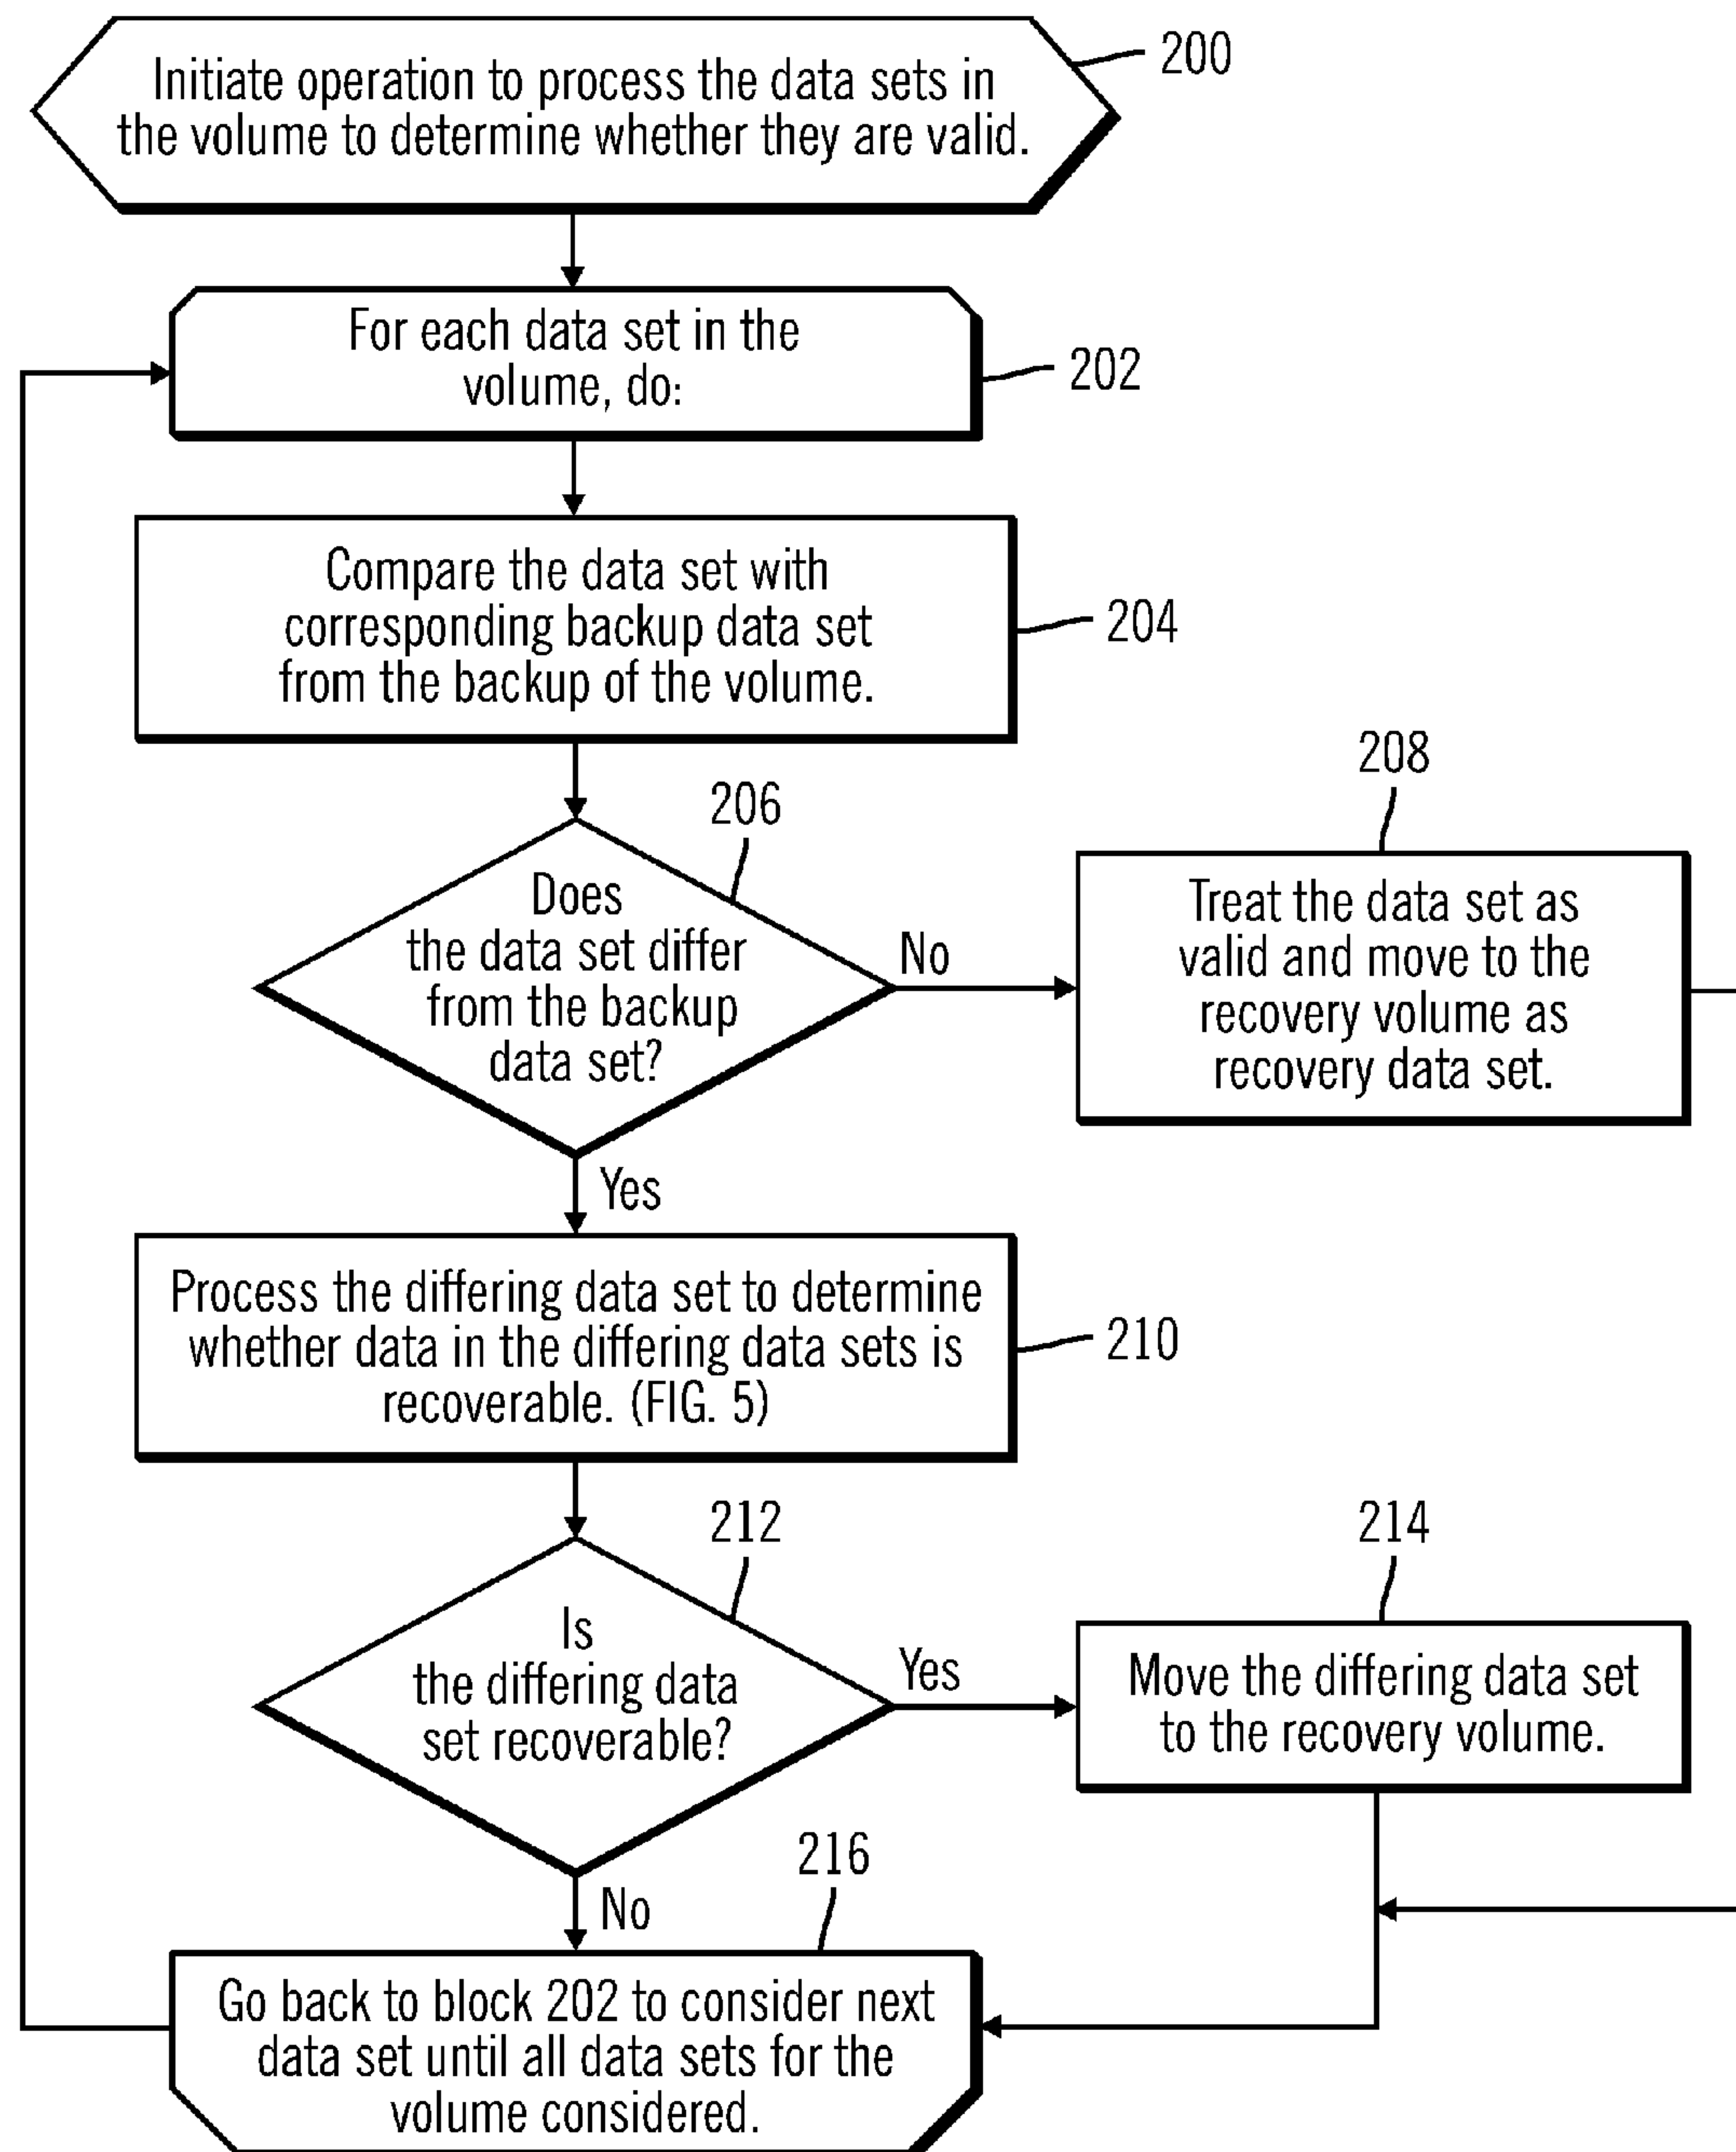 Initiate operation to process the data sets in
the volume to determine whether they are valid.
200
For each data set in the
volume, do:
202
Compare the data set with
corresponding backup data set
from the backup of the volume.
204
206
Does
the data set differ
from the backup
data set?
No
208
Treat the data set as
valid and move to the
recovery volume as
recovery data set.
Yes
Process the differing data set to determine
whether data in the differing data sets is
recoverable. (FIG. 5)
210
212
Is
the differing data
set recoverable?
Yes
214
Move the differing data set
to the recovery volume.
No
216
Go back to block 202 to consider next
data set until all data sets for the
volume considered.